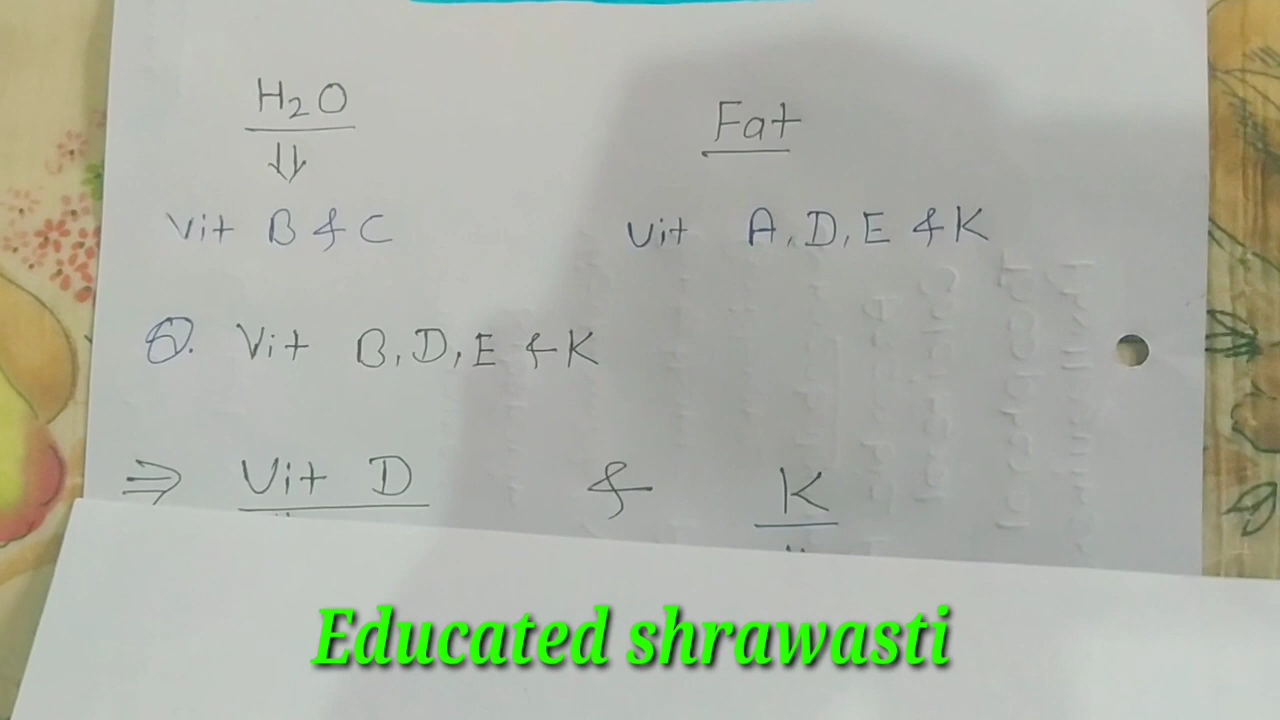 H2O
Fat
Vit B & C
Vit A, D, E & K
Q. Vit B, D, E & K
⇒ Vit D & K
Educated shrawasti